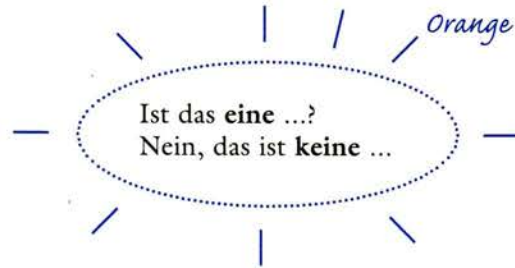 Orange
Ist das eine ...?
Nein, das ist keine ...